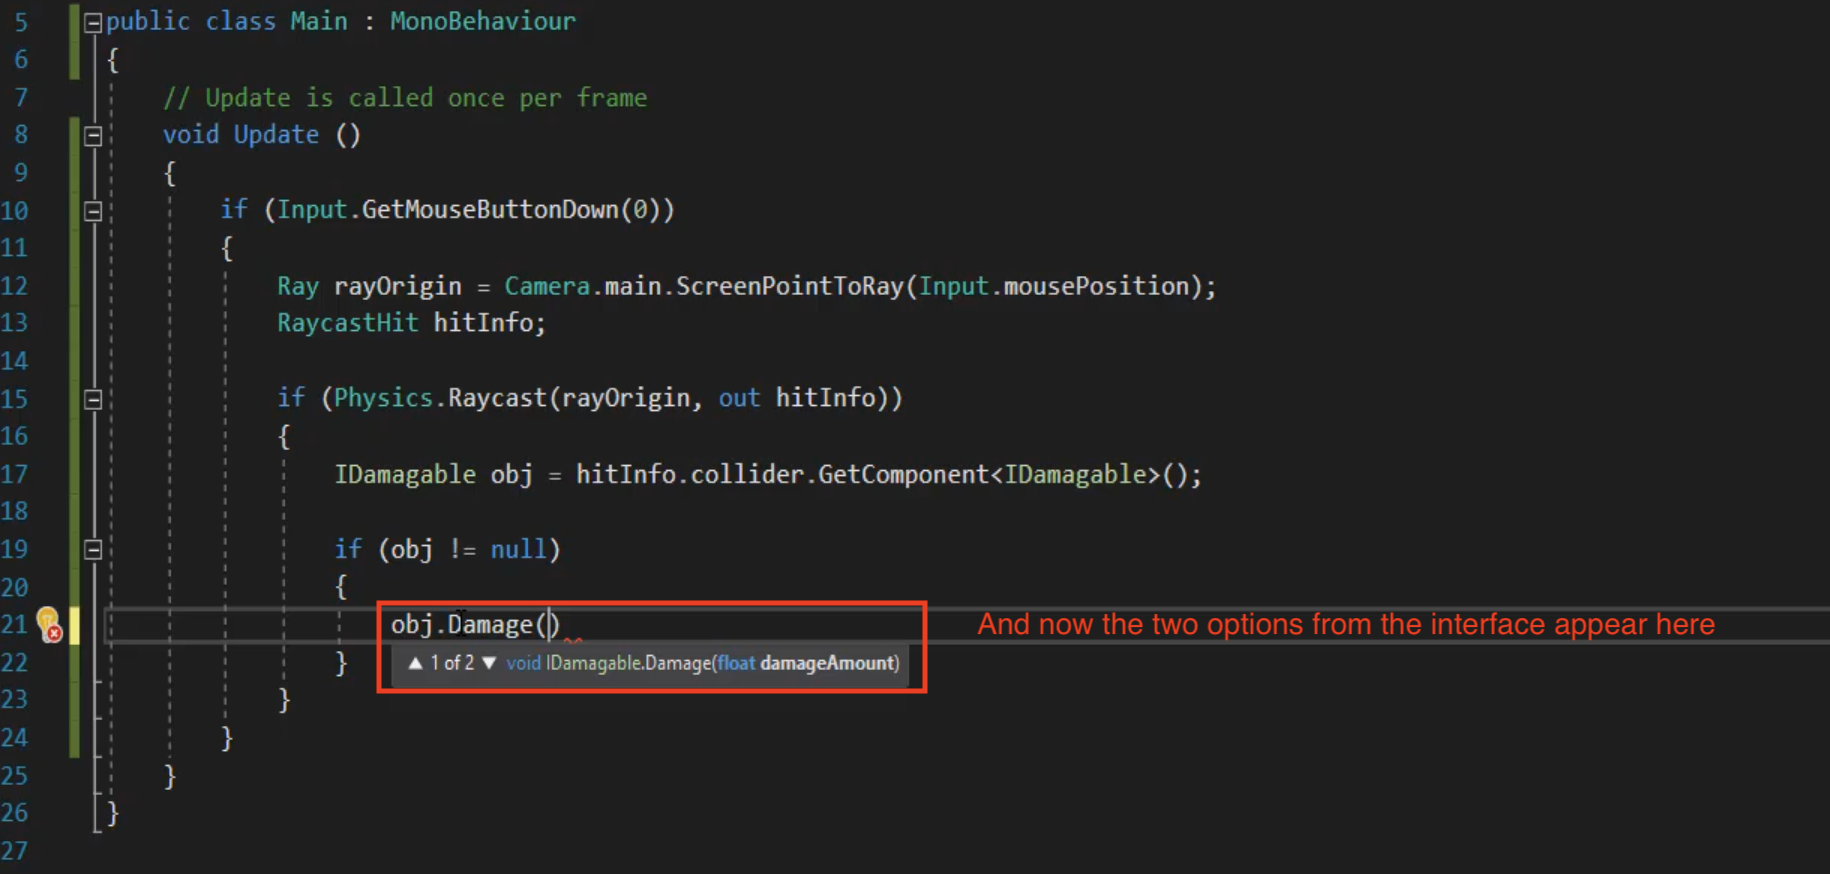 5 public class Main : MonoBehaviour
6 {
7 // Update is called once per frame
8 void Update ()
9 {
10 if (Input.GetMouseButtonDown(0))
11 {
12 Ray rayOrigin = Camera.main.ScreenPointToRay(Input.mousePosition);
13 RaycastHit hitInfo;
14
15 if (Physics.Raycast(rayOrigin, out hitInfo))
16 {
17 IDamagable obj = hitInfo.collider.GetComponent<IDamagable>();
18
19 if (obj != null)
20 {
21 obj.Damage() And now the two options from the interface appear here
22 } ▲ 1 of 2 ▼ void IDamagable.Damage(float damageAmount)
23 }
24 }
25 }
26 }
27